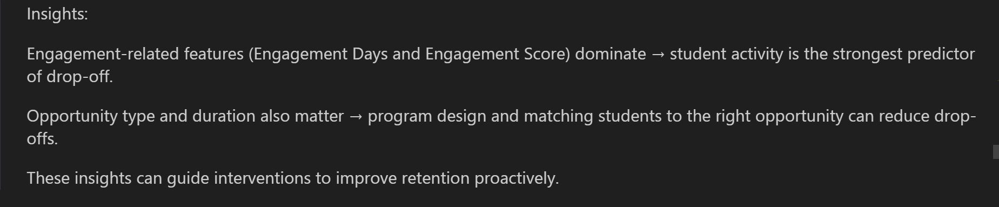 Insights:
Engagement-related features (Engagement Days and Engagement Score) dominate → student activity is the strongest predictor
of drop-off.
Opportunity type and duration also matter → program design and matching students to the right opportunity can reduce drop-
offs.
These insights can guide interventions to improve retention proactively.